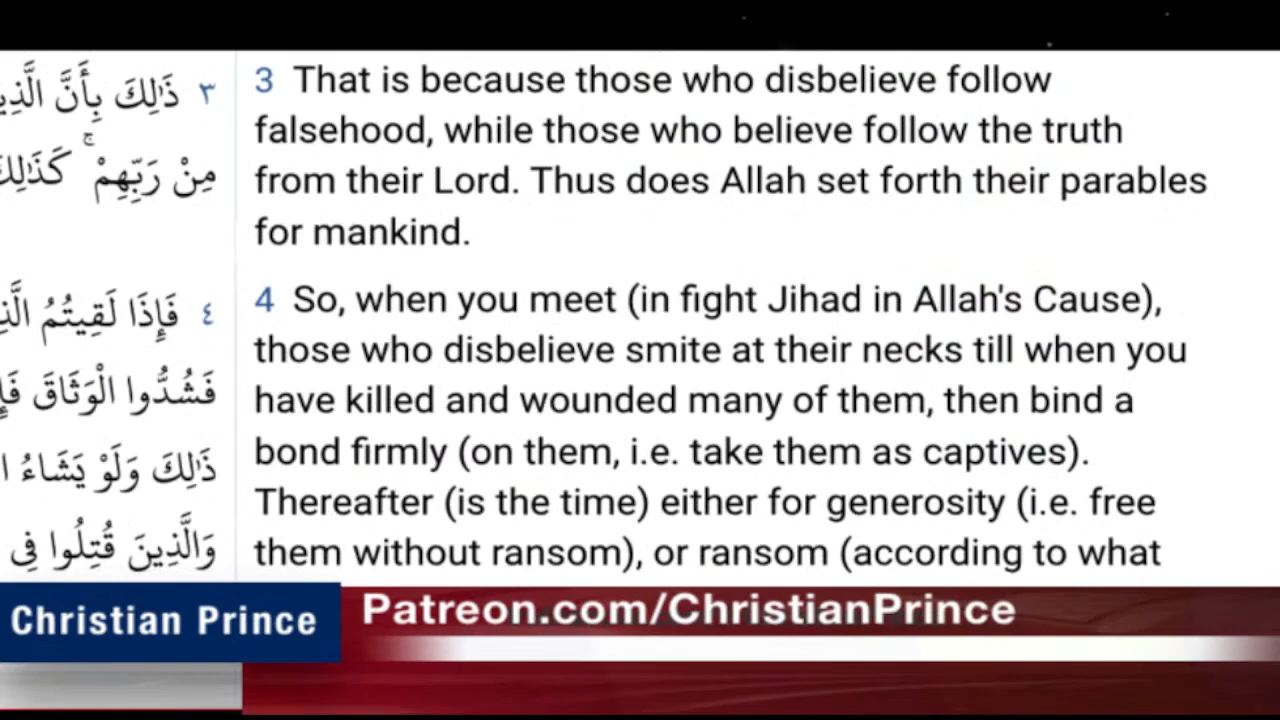 ٣ ذَٰلِكَ بِأَنَّ
3 That is because those who disbelieve follow
falsehood, while those who believe follow the truth
مِنْ رَبِّهِمْ ۚ كَذَٰلِكَ
from their Lord. Thus does Allah set forth their parables
for mankind.
٤ فَإِذَا لَقِيتُمُ
4 So, when you meet (in fight Jihad in Allah's Cause),
those who disbelieve smite at their necks till when you
فَشُدُّوا الْوَثَاقَ
have killed and wounded many of them, then bind a
bond firmly (on them, i.e. take them as captives).
ذَٰلِكَ وَلَوْ يَشَاءُ
Thereafter (is the time) either for generosity (i.e. free
وَالَّذِينَ قُتِلُوا فِي
them without ransom), or ransom (according to what
Christian Prince
Patreon.com/ChristianPrince